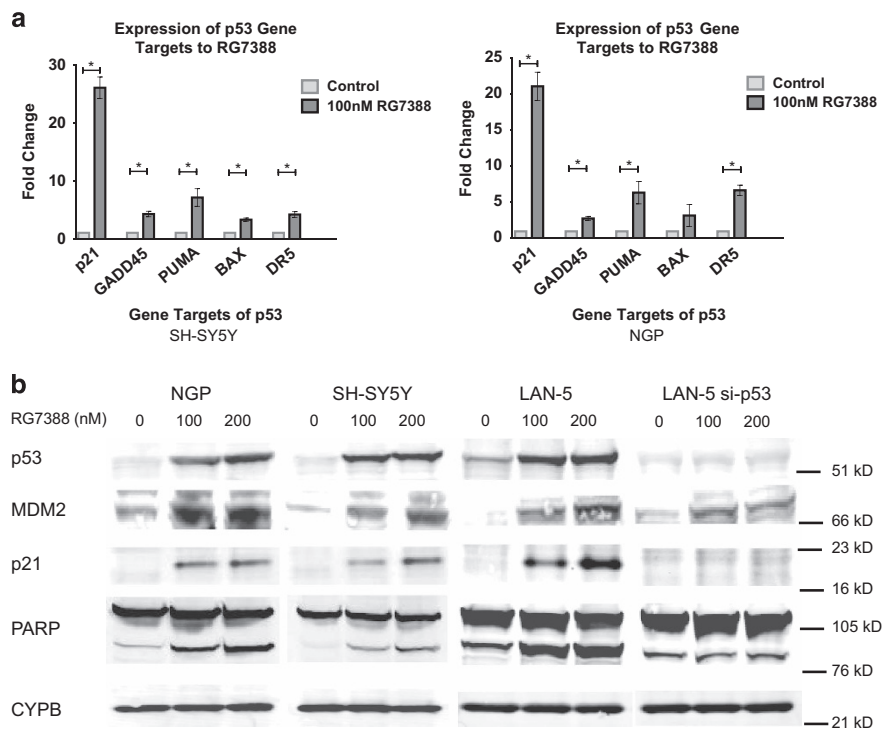 a
Expression of p53 Gene
Targets to RG7388
Fold Change
30
20
10
0
*
*
*
*
*
Control
100nM RG7388
p21
GADD45
PUMA
BAX
DR5
Gene Targets of p53
SH-SY5Y
Expression of p53 Gene
Targets to RG7388
Fold Change
25
20
15
10
5
0
*
*
*
*
Control
100nM RG7388
p21
GADD45
PUMA
BAX
DR5
Gene Targets of p53
NGP
b
NGP SH-SY5Y LAN-5 LAN-5 si-p53
RG7388 (nM) 0 100 200 0 100 200 0 100 200 0 100 200
p53
51 kD
MDM2
66 kD
23 kD
p21
16 kD
PARP
105 kD
76 kD
CYPB
21 kD